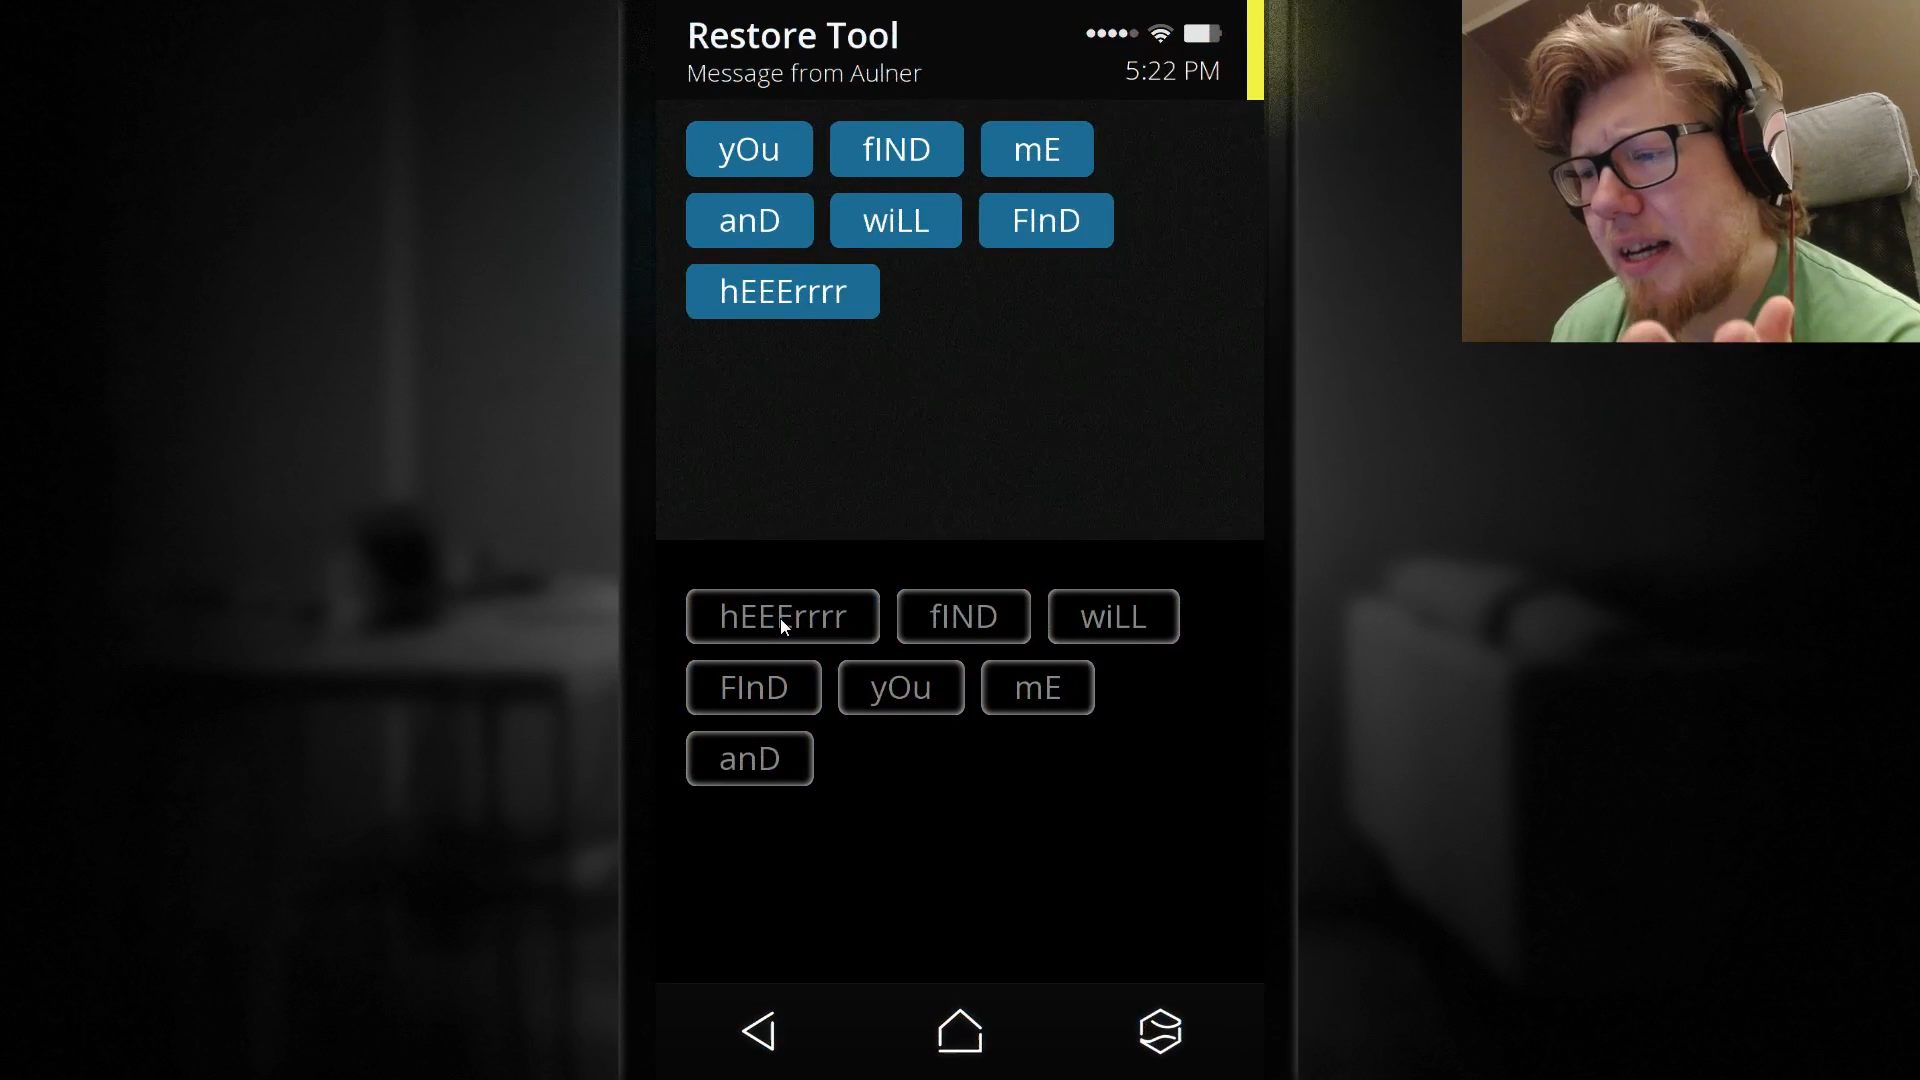 Restore Tool
Message from Aulner
5:22 PM
yOu fIND mE
anD wiLL FInD
hEEErrrr
hEEErrrr fIND wiLL
FInD yOu mE
anD